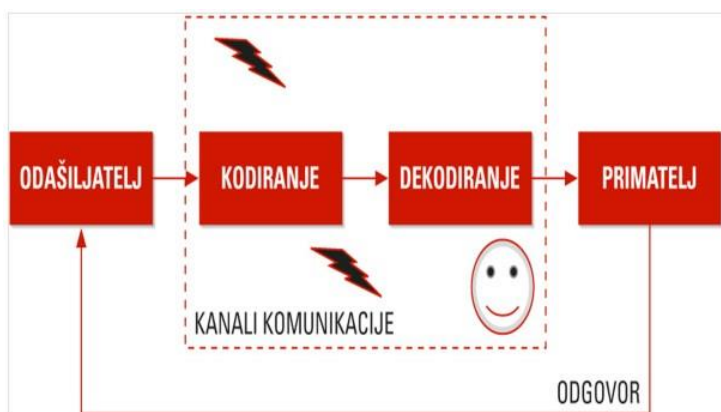 ODAŠILJATELJ
KODIRANJE
DEKODIRANJE
PRIMATELJ
KANALI KOMUNIKACIJE
ODGOVOR